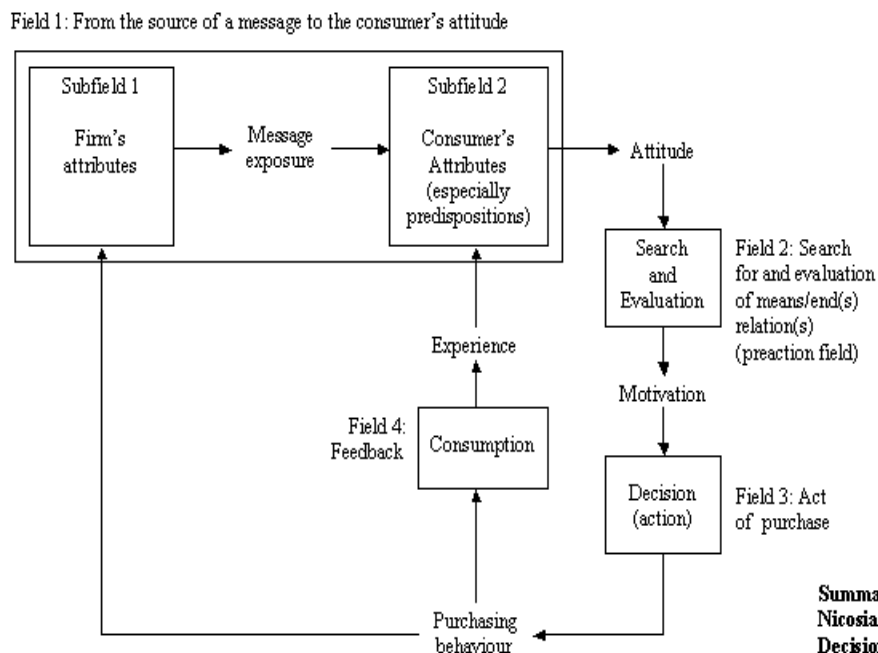 Field 1: From the source of a message to the consumer's attitude
Subfield 1
Firm's
attributes
Message
exposure
Subfield 2
Consumer's
Attributes
(especially
predispositions)
Attitude
Search
and
Evaluation
Field 2: Search
for and evaluation
of means/end(s)
relation(s)
(preaction field)
Motivation
Experience
Field 4:
Feedback
Consumption
Decision
(action)
Field 3: Act
of purchase
Purchasing
behaviour
Nicosia
Decision